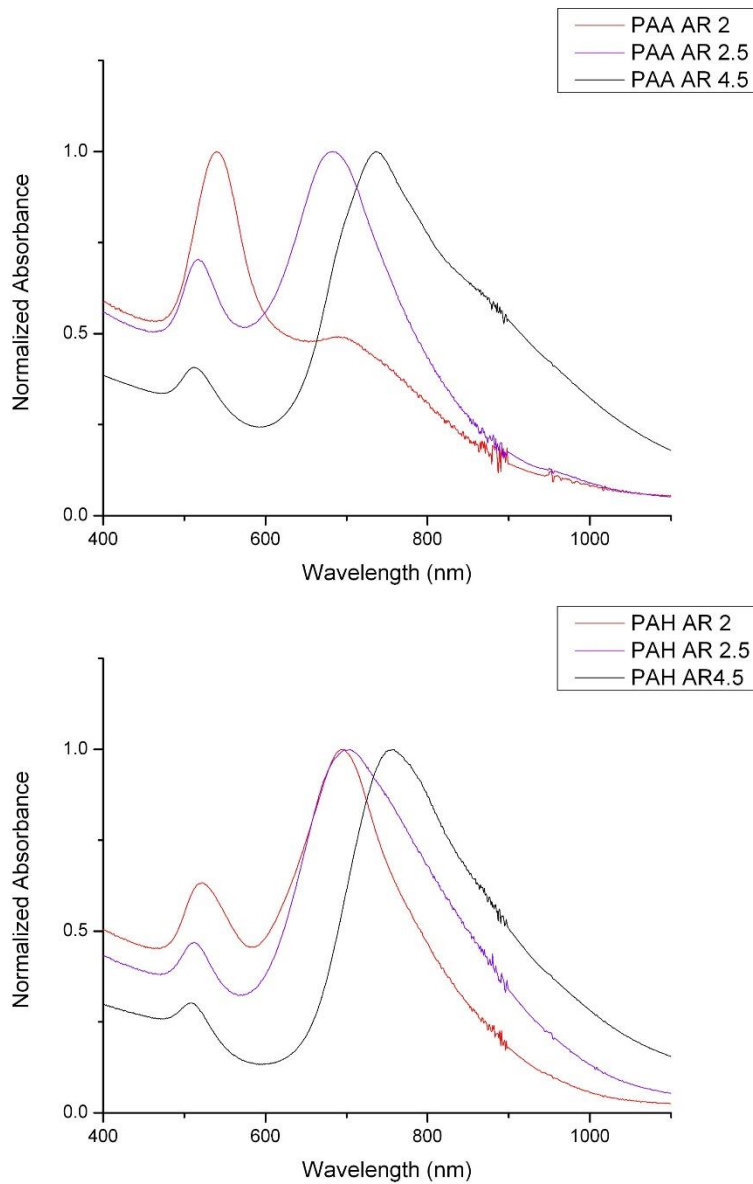 PAA AR 2
PAA AR 2.5
PAA AR 4.5
Normalized Absorbance
1.0
0.5
0.0
400 600 800 1000
Wavelength (nm)
PAH AR 2
PAH AR 2.5
PAH AR4.5
Normalized Absorbance
1.0
0.5
0.0
400 600 800 1000
Wavelength (nm)